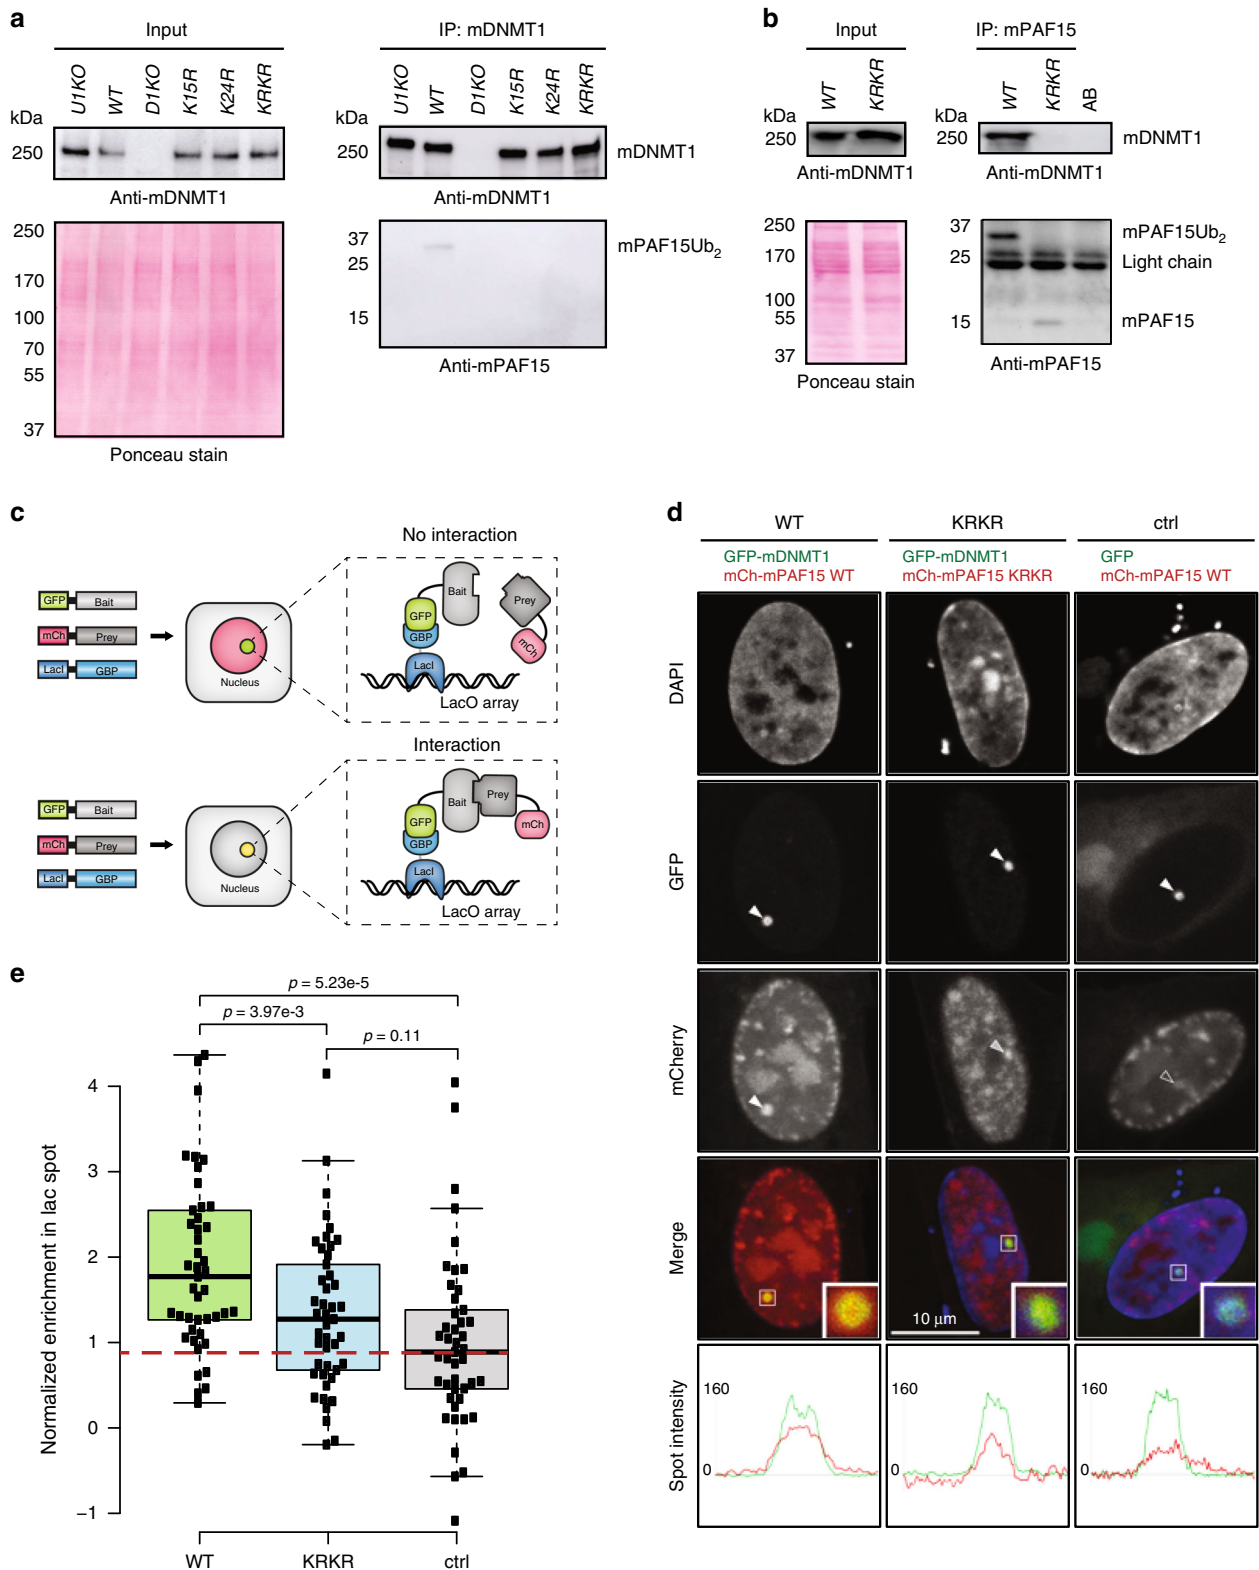 a
Input
IP: mDNMT1
U1KO WT D1KO K15R K24R KRKR
U1KO WT D1KO K15R K24R KRKR
kDa
250
kDa
250
mDNMT1
Anti-mDNMT1
Anti-mDNMT1
250
170
100
70
55
37
Ponceau stain
37
25
15
mPAF15Ub2
Anti-mPAF15
b
Input
IP: mPAF15
WT KRKR
WT KRKR AB
kDa
250
kDa
250
mDNMT1
Anti-mDNMT1
Anti-mDNMT1
250
170
100
55
37
Ponceau stain
37
25
15
mPAF15Ub2
Light chain
mPAF15
Anti-mPAF15
c
No interaction
GFP Bait
mCh Prey
LacI GBP
Nucleus
Bait
Prey
GFP
GBP
mCh
LacI
LacO array
Interaction
GFP Bait
mCh Prey
LacI GBP
Nucleus
Bait
Prey
GFP
mCh
GBP
LacI
LacO array
d
WT
KRKR
ctrl
GFP-mDNMT1
mCh-mPAF15 WT
GFP-mDNMT1
mCh-mPAF15 KRKR
GFP
mCh-mPAF15 WT
DAPI
GFP
mCherry
Merge
10 μm
Spot intensity
160
0
160
0
160
0
e
p = 5.23e-5
p = 3.97e-3
p = 0.11
Normalized enrichment in lac spot
4
3
2
1
0
−1
WT
KRKR
ctrl